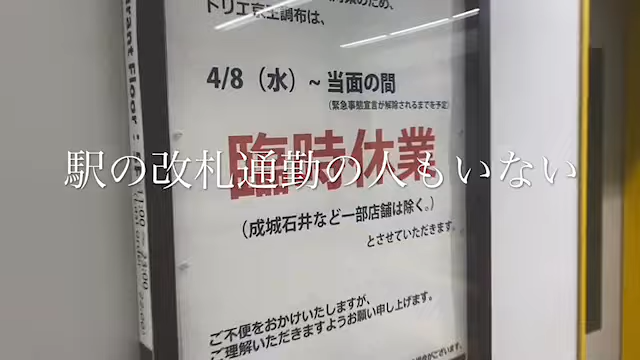 トリエ京王調布は、
4/8（水）~ 当面の間
（緊急事態宣言が解除されるまでを予定）
臨時休業
駅の改札通勤の人もいない
（成城石井など一部店舗は除く。）
とさせていただきます。
ご不便をおかけいたしますが、
ご理解いただきますようお願い申し上げます。